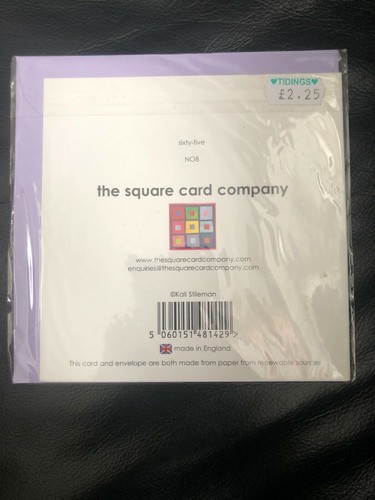 ♥TIDINGS♥
£2.25
sixty-five
NO8
the square card company
www.thesquarecardcompany.com
enquiries@thesquarecardcompany.com
©Kali Stileman
5 060151 481429 >
made in England
This card and envelope are both made from paper from renewable sources